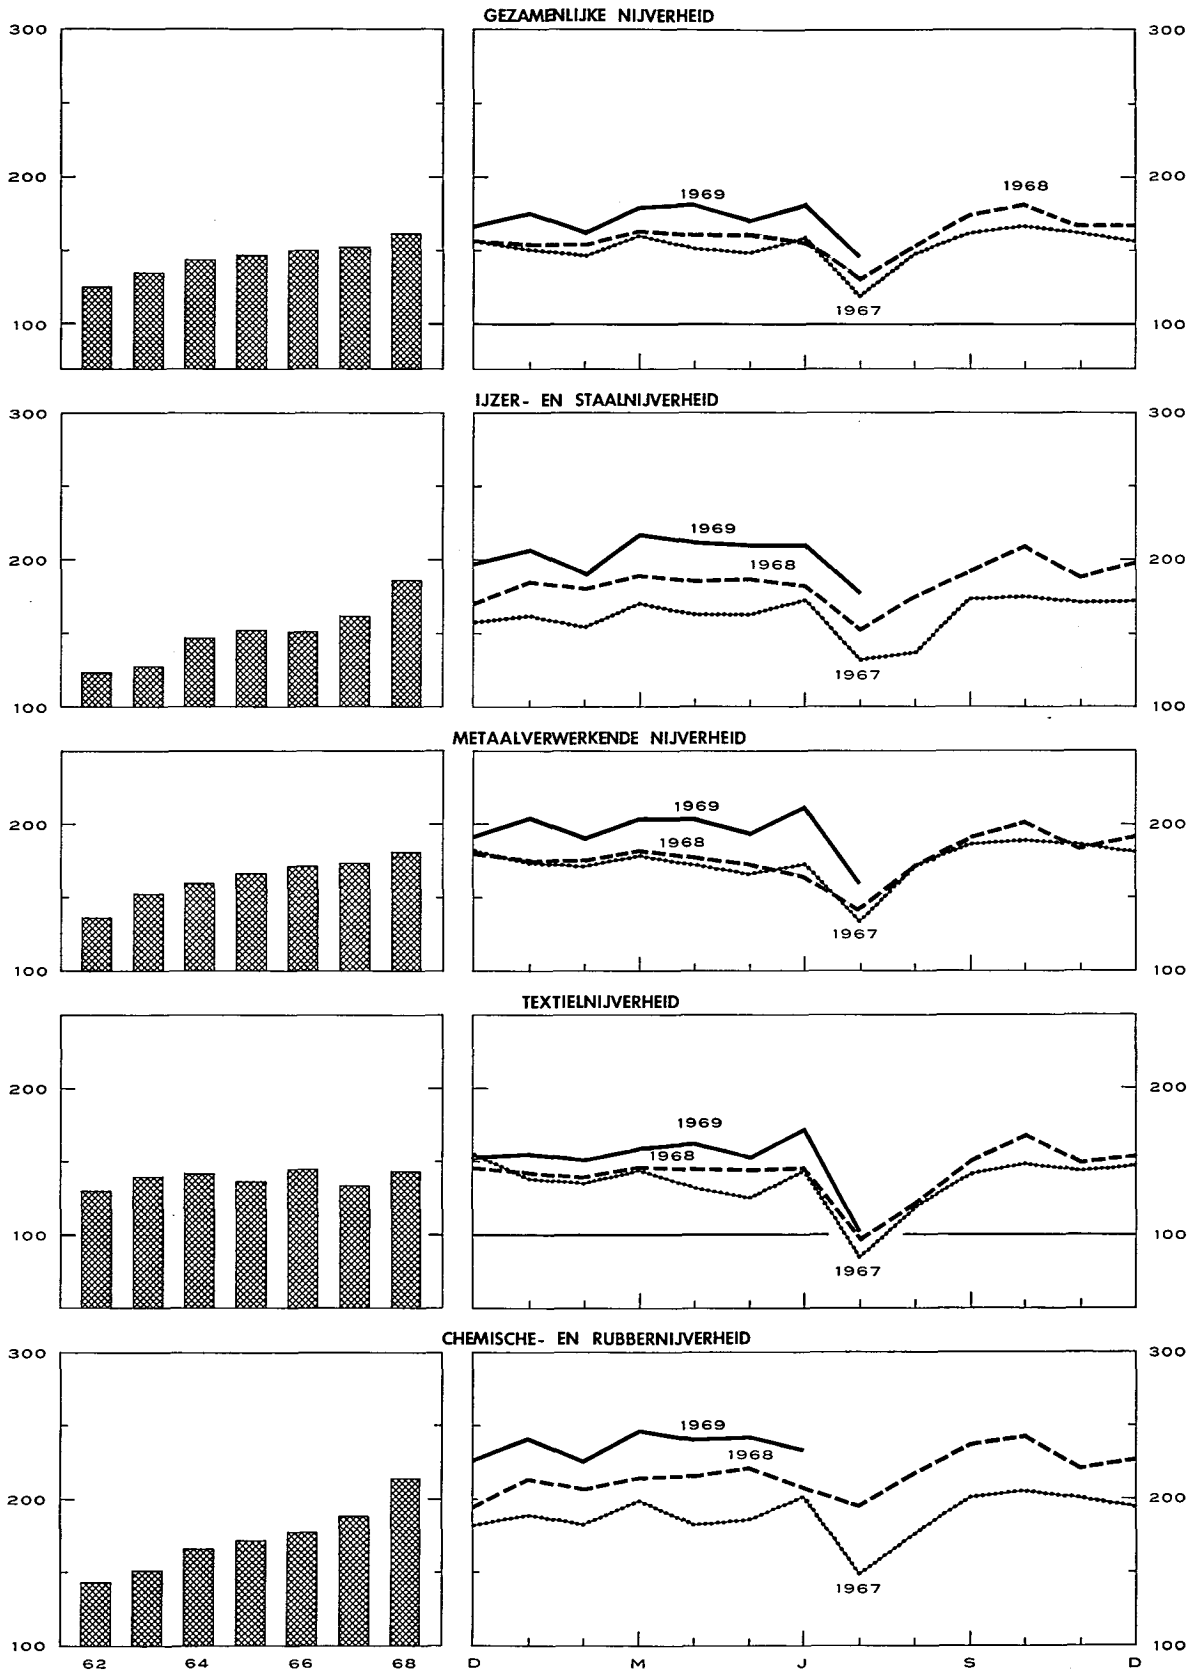 GEZAMENLIJKE NIJVERHEID
300 300
200 200
1969 1968
100 1967 100
IJZER- EN STAALNIJVERHEID
300 300
1969
200 1968 200
1967
100 100
METAALVERWERKENDE NIJVERHEID
200 1969 200
1968
1967
100 100
TEXTIELNIJVERHEID
200 200
1969
1968
100 100
1967
CHEMISCHE- EN RUBBERNIJVERHEID
300 300
1969
1968
200 200
1967
100 100
62 64 66 68 D M J S D